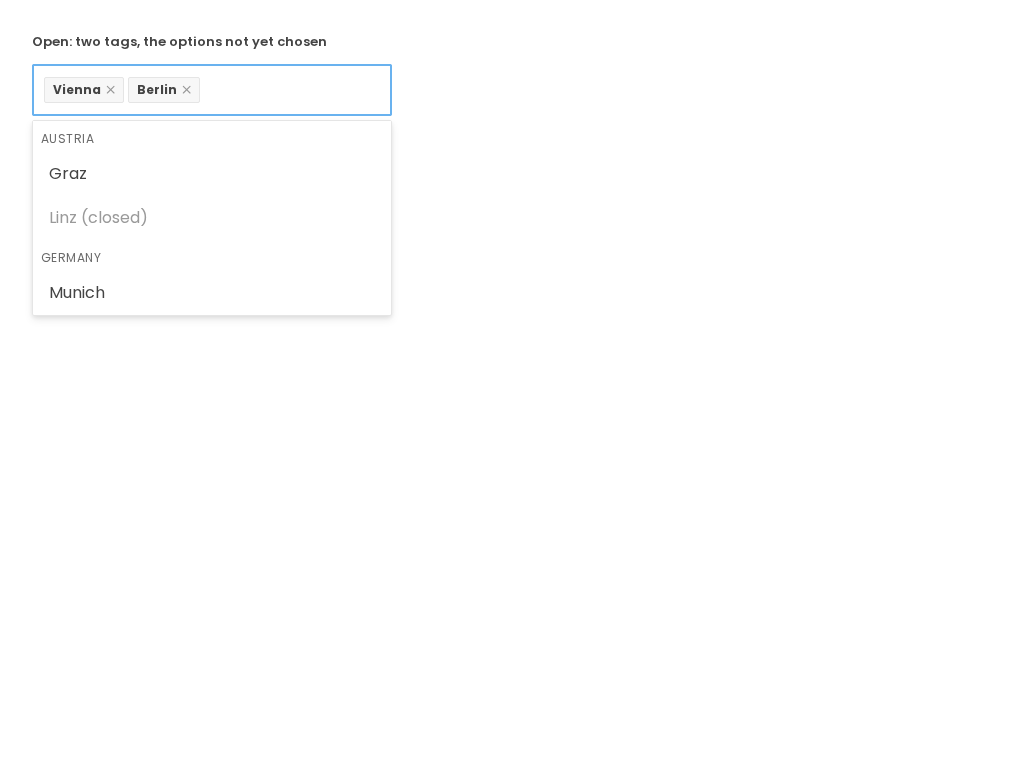 Open: two tags, the options not yet chosen
Vienna × Berlin ×
AUSTRIA
Graz
Linz (closed)
GERMANY
Munich